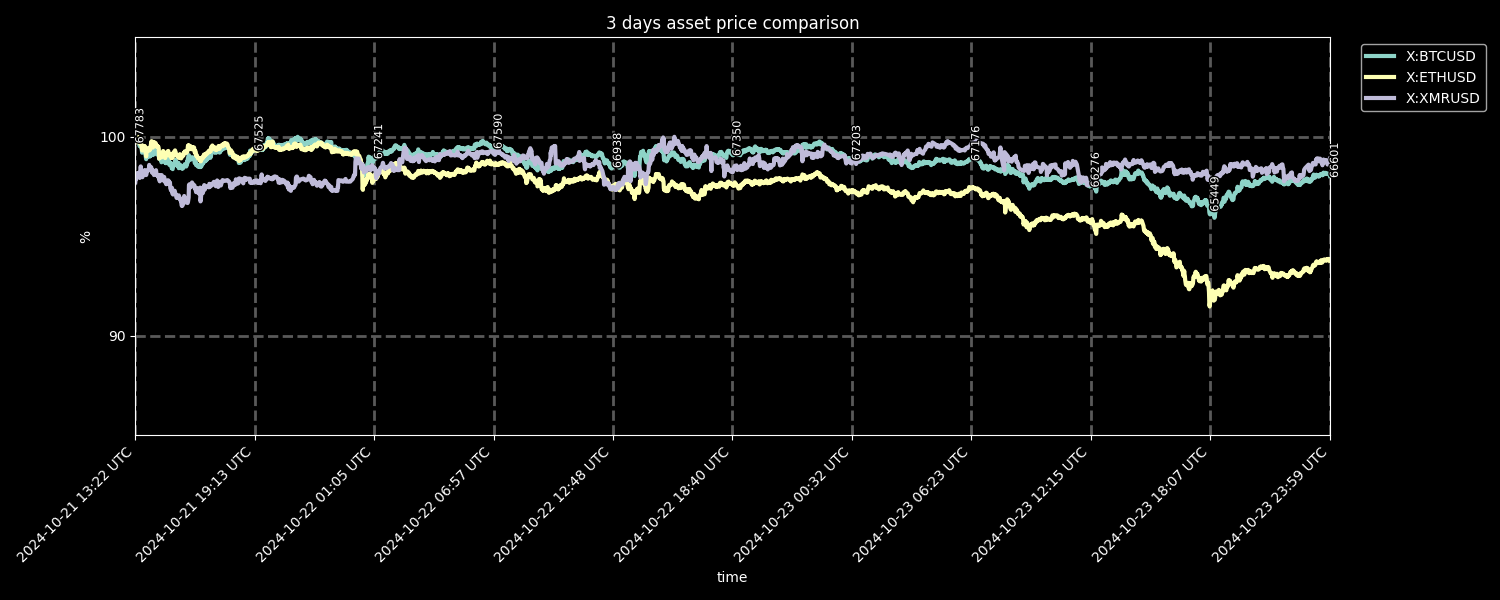 3 days asset price comparison
X:BTCUSD
X:ETHUSD
X:XMRUSD
100
90
%
67783
67525
67241
67590
66938
67350
67203
67176
66276
65449
66601
2024-10-21 13:22 UTC
2024-10-21 19:13 UTC
2024-10-22 01:05 UTC
2024-10-22 06:57 UTC
2024-10-22 12:48 UTC
2024-10-22 18:40 UTC
2024-10-23 00:32 UTC
2024-10-23 06:23 UTC
2024-10-23 12:15 UTC
2024-10-23 18:07 UTC
2024-10-23 23:59 UTC
time